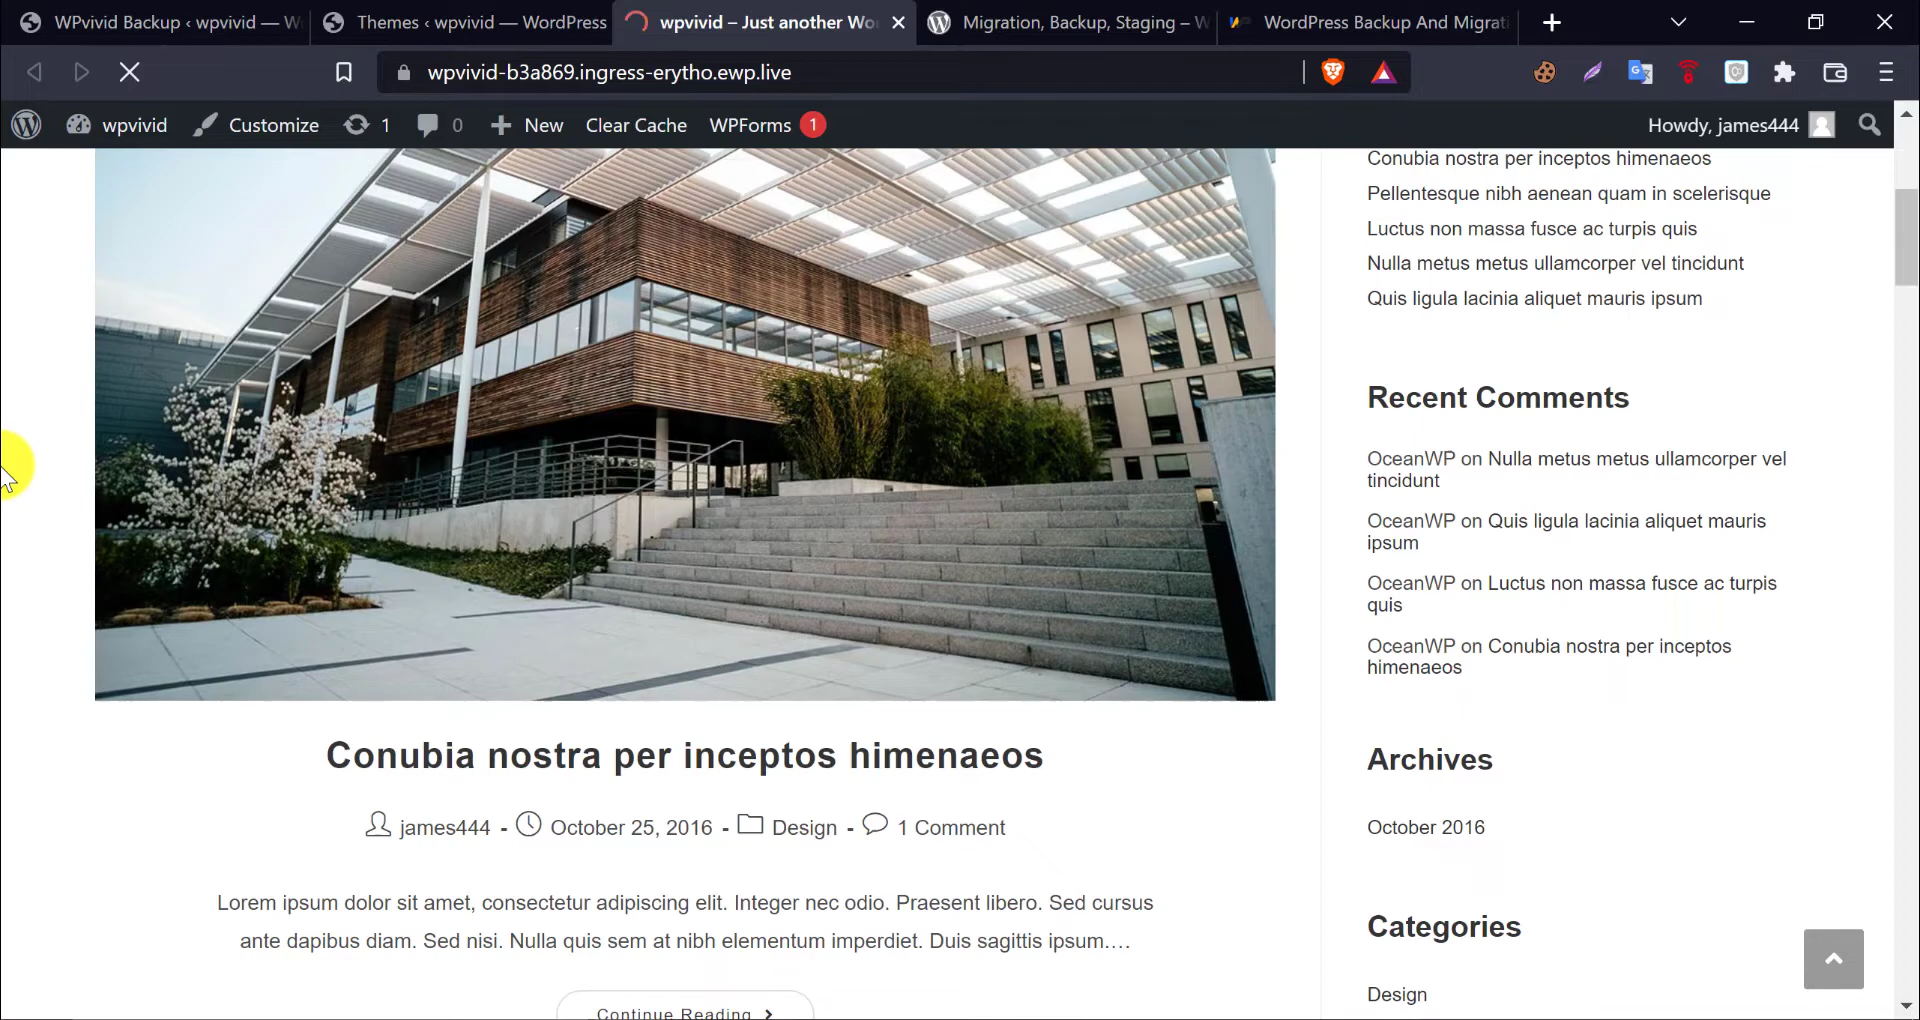 WPvivid Backup ‹ wpvivid — W
Themes ‹ wpvivid — WordPress
wpvivid – Just another Wo
Migration, Backup, Staging – W
WordPress Backup And Migrati
wpvivid-b3a869.ingress-erytho.ewp.live
wpvivid
Customize
1
0
New
Clear Cache
WPForms 1
Howdy, james444
Conubia nostra per inceptos himenaeos
Pellentesque nibh aenean quam in scelerisque
Luctus non massa fusce ac turpis quis
Nulla metus metus ullamcorper vel tincidunt
Quis ligula lacinia aliquet mauris ipsum
Recent Comments
OceanWP on Nulla metus metus ullamcorper vel
tincidunt
OceanWP on Quis ligula lacinia aliquet mauris
ipsum
OceanWP on Luctus non massa fusce ac turpis
quis
OceanWP on Conubia nostra per inceptos
himenaeos
Archives
October 2016
Categories
Design
Conubia nostra per inceptos himenaeos
james444 - October 25, 2016 - Design - 1 Comment
Lorem ipsum dolor sit amet, consectetur adipiscing elit. Integer nec odio. Praesent libero. Sed cursus
ante dapibus diam. Sed nisi. Nulla quis sem at nibh elementum imperdiet. Duis sagittis ipsum.…
Continue Reading